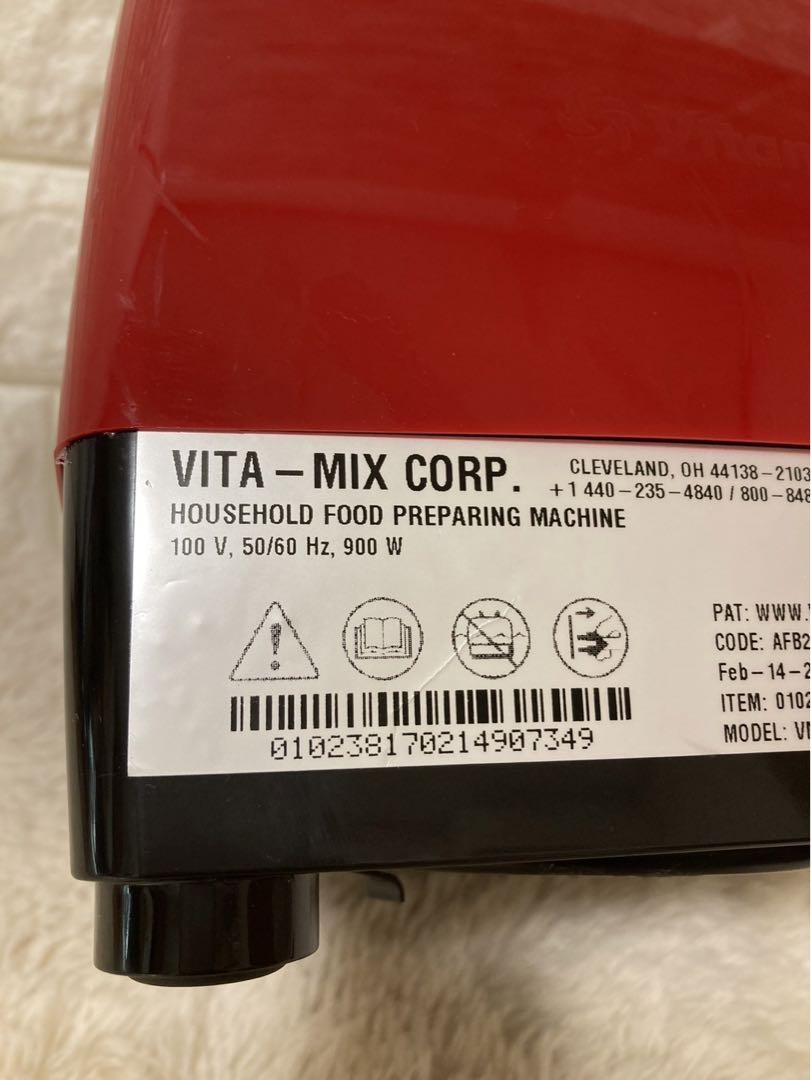 VITA – MIX CORP.
CLEVELAND, OH 44138–2103
+1 440–235–4840 / 800–848
HOUSEHOLD FOOD PREPARING MACHINE
100 V, 50/60 Hz, 900 W
PAT: WWW.
CODE: AFB2
Feb–14–2
ITEM: 0102
MODEL:
010238170214907349